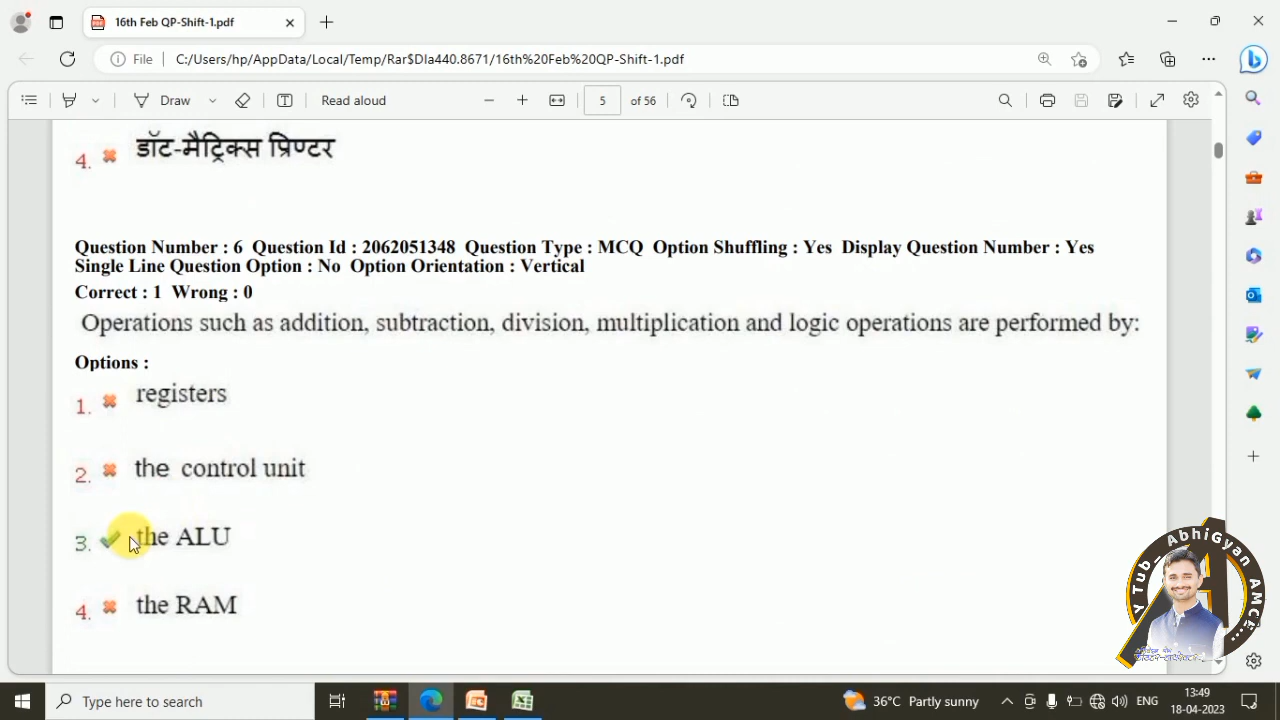 16th Feb QP-Shift-1.pdf
File C:/Users/hp/AppData/Local/Temp/Rar$DIa440.8671/16th%20Feb%20QP-Shift-1.pdf
Draw Read aloud 5 of 56
4. डॉट-मैट्रिक्स प्रिण्टर
Question Number : 6 Question Id : 2062051348 Question Type : MCQ Option Shuffling : Yes Display Question Number : Yes
Single Line Question Option : No Option Orientation : Vertical
Correct : 1 Wrong : 0
Operations such as addition, subtraction, division, multiplication and logic operations are performed by:
Options :
1. registers
2. the control unit
3. the ALU
4. the RAM
Y Tub_ AbhiGyan AMCE...
Type here to search
36°C Partly sunny
ENG
13:49
18-04-2023